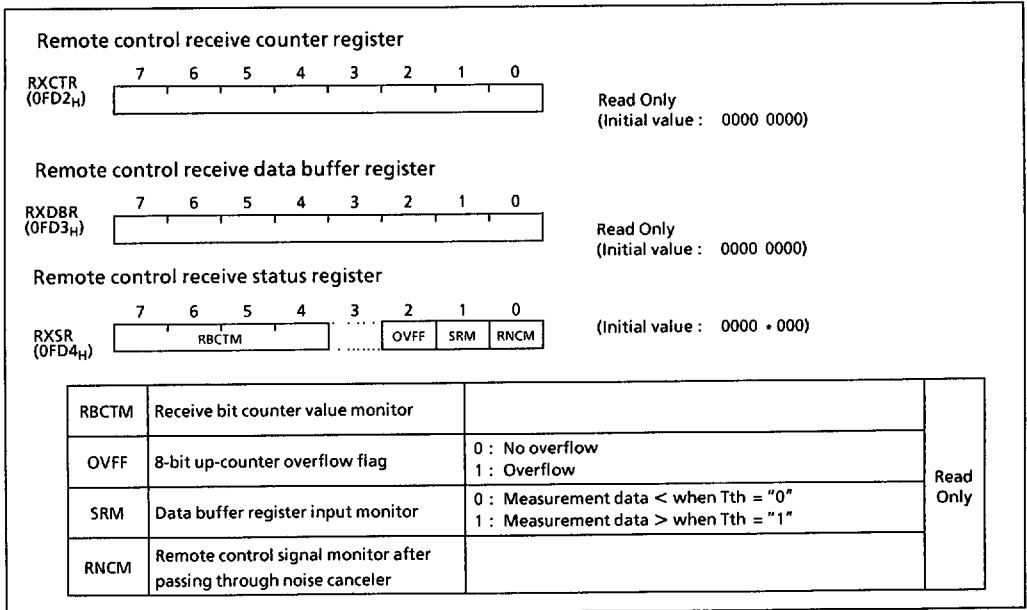 Remote control receive counter register
7 6 5 4 3 2 1 0
RXCTR
(0FD2H)
Read Only
(Initial value : 0000 0000)
Remote control receive data buffer register
7 6 5 4 3 2 1 0
RXDBR
(0FD3H)
Read Only
(Initial value : 0000 0000)
Remote control receive status register
7 6 5 4 3 2 1 0
RXSR
(0FD4H)
RBCTM OVFF SRM RNCM
(Initial value : 0000 *000)
RBCTM Receive bit counter value monitor
OVFF 8-bit up-counter overflow flag
0 : No overflow
1 : Overflow
SRM Data buffer register input monitor
0 : Measurement data < when Tth = "0"
1 : Measurement data > when Tth = "1"
RNCM Remote control signal monitor after
passing through noise canceler
Read
Only